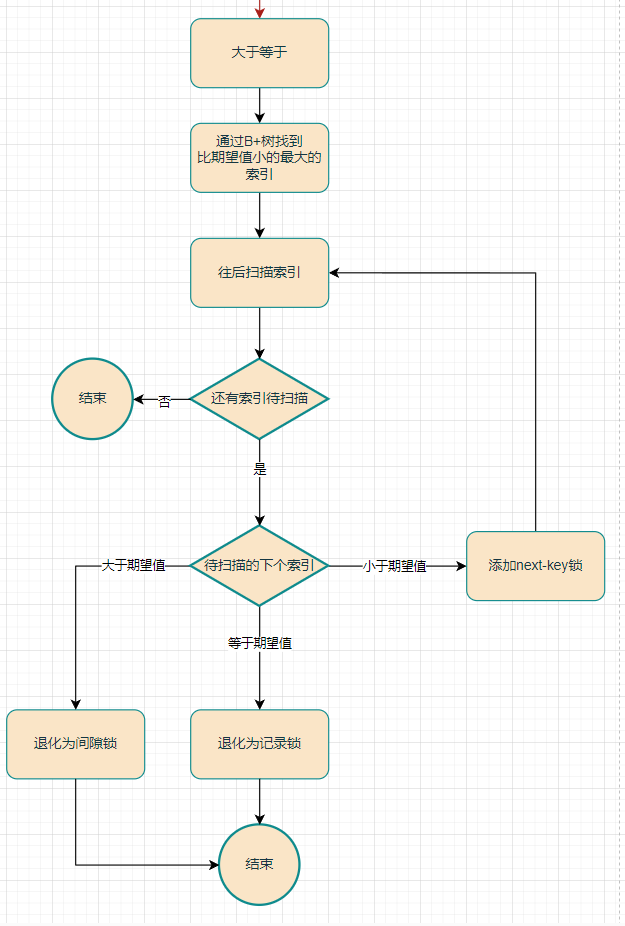 大于等于
通过B+树找到
比期望值小的最大的
索引
往后扫描索引
还有索引待扫描
否
结束
是
待扫描的下个索引
大于期望值
小于期望值
添加next-key锁
等于期望值
退化为间隙锁
退化为记录锁
结束